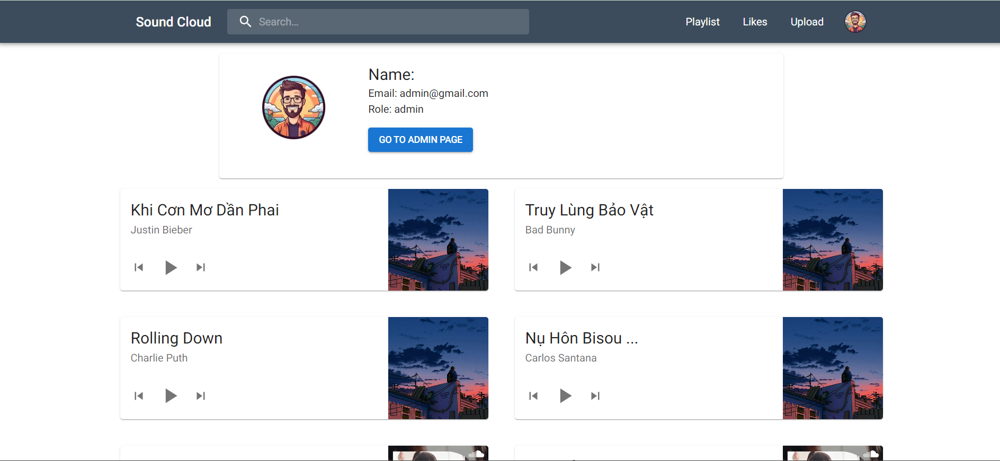 Sound Cloud
Search…
Playlist
Likes
Upload
Name:
Email: admin@gmail.com
Role: admin
GO TO ADMIN PAGE
Khi Cơn Mơ Dần Phai
Justin Bieber
Truy Lùng Bảo Vật
Bad Bunny
Rolling Down
Charlie Puth
Nụ Hôn Bisou ...
Carlos Santana